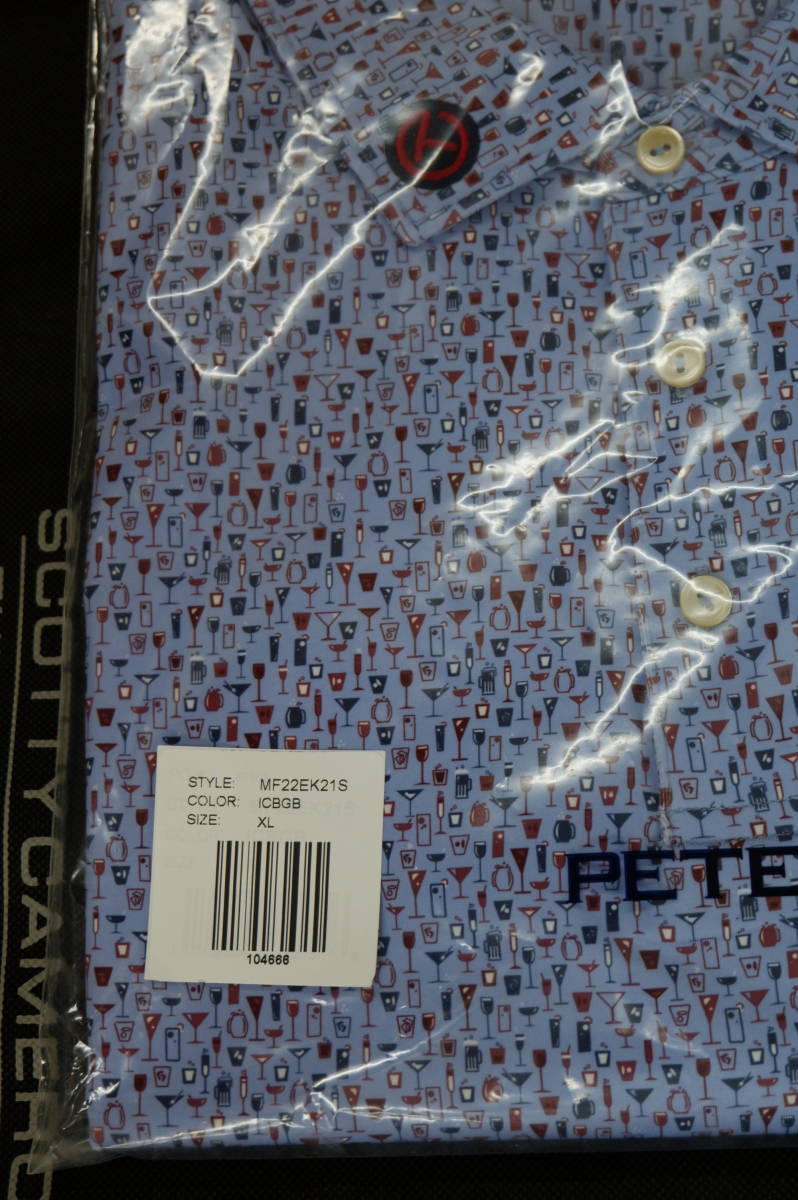 STYLE: MF22EK21S
COLOR: ICBGB
SIZE: XL
104666
PETE
SCOTTY CAMERO